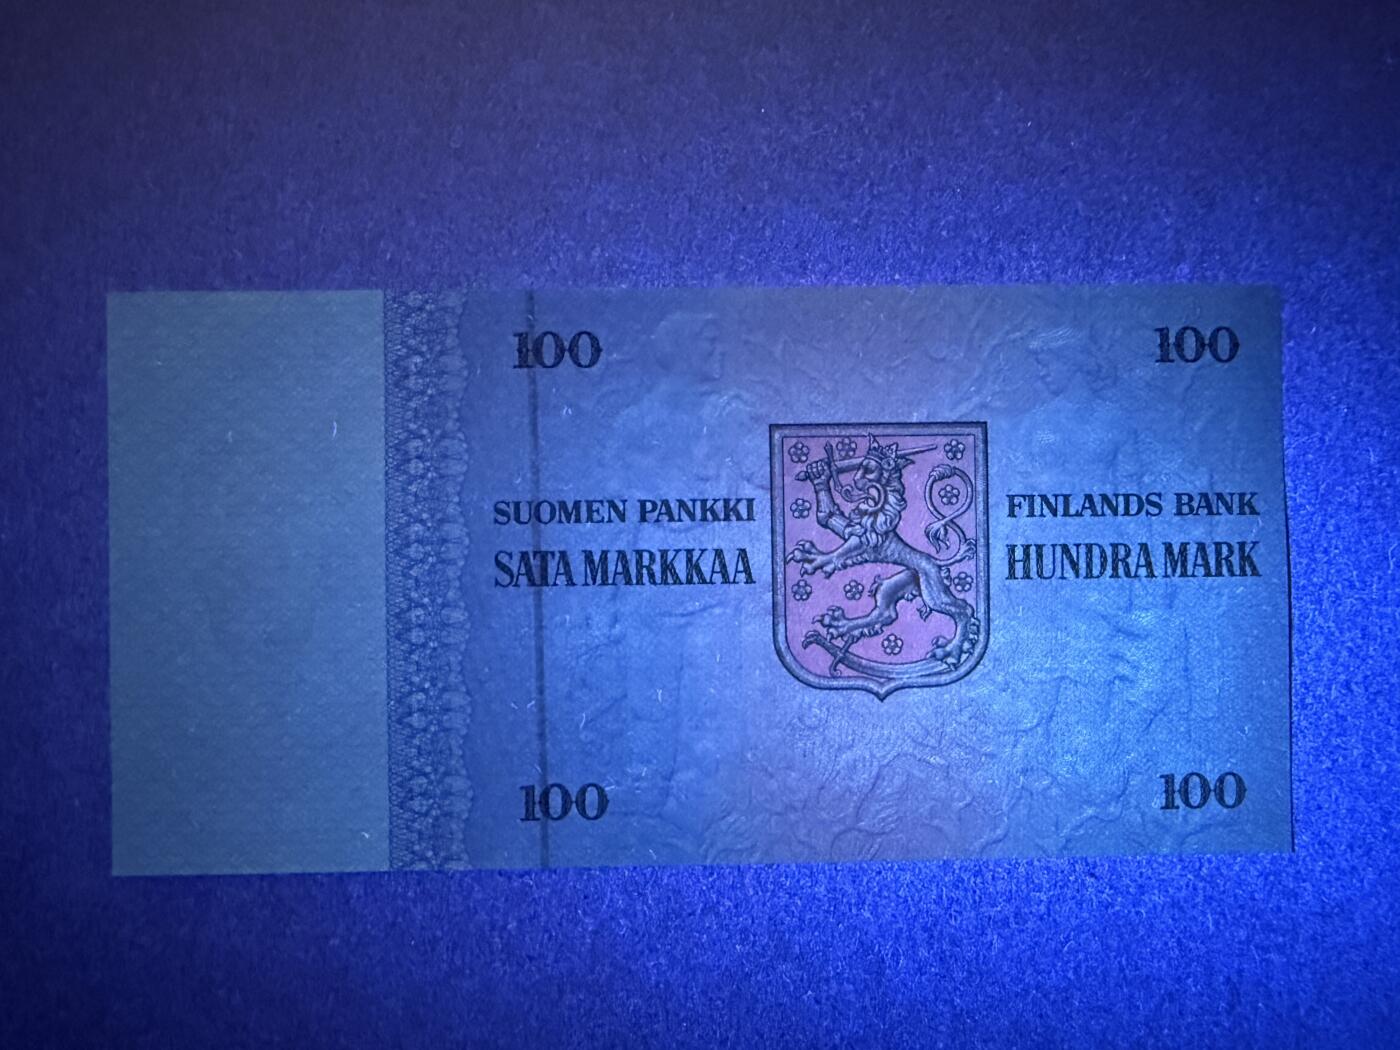 100 100
SUOMEN PANKKI FINLANDS BANK
SATA MARKKAA HUNDRA MARK
100 100